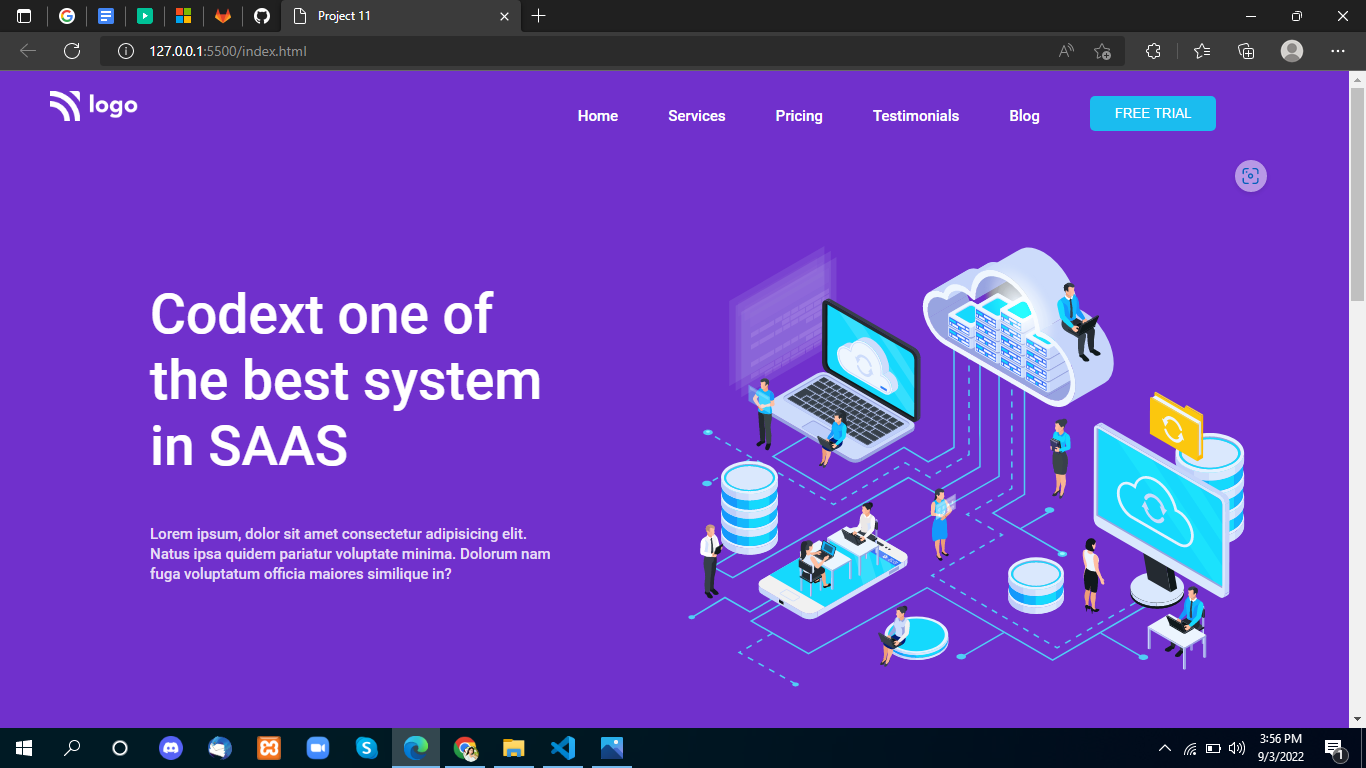 Project 11
127.0.0.1:5500/index.html
logo
Home Services Pricing Testimonials Blog FREE TRIAL
Codext one of
the best system
in SAAS
Lorem ipsum, dolor sit amet consectetur adipisicing elit.
Natus ipsa quidem pariatur voluptate minima. Dolorum nam
fuga voluptatum officia maiores similique in?
3:56 PM
9/3/2022
1